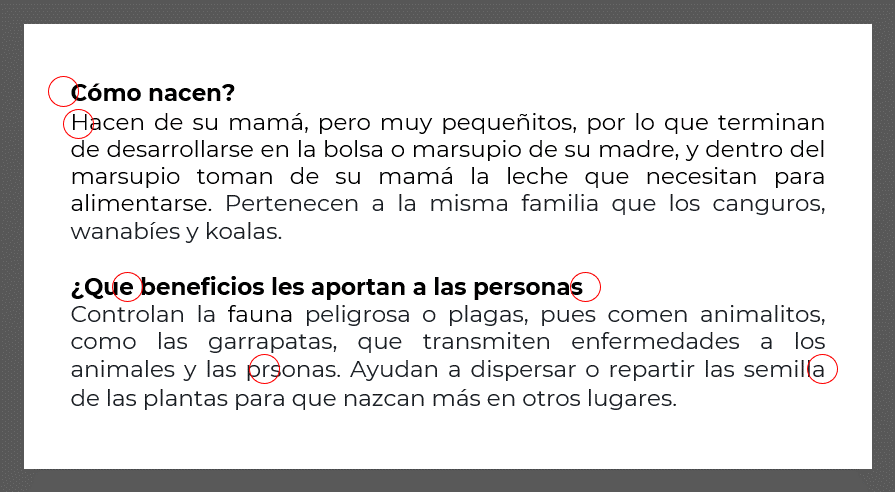 Cómo nacen?
Hacen de su mamá, pero muy pequeñitos, por lo que terminan
de desarrollarse en la bolsa o marsupio de su madre, y dentro del
marsupio toman de su mamá la leche que necesitan para
alimentarse. Pertenecen a la misma familia que los canguros,
wanabíes y koalas.
¿Que beneficios les aportan a las personas
Controlan la fauna peligrosa o plagas, pues comen animalitos,
como las garrapatas, que transmiten enfermedades a los
animales y las prsonas. Ayudan a dispersar o repartir las semilla
de las plantas para que nazcan más en otros lugares.